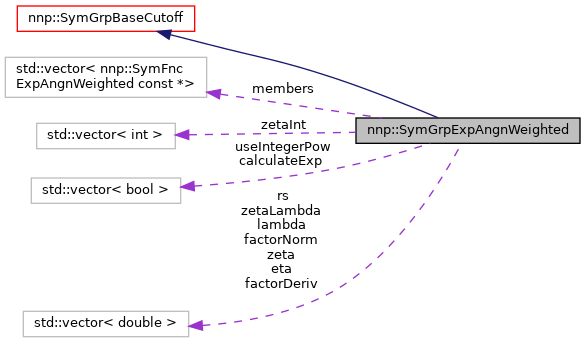 nnp::SymGrpBaseCutoff
std::vector< nnp::SymFnc
ExpAngnWeighted const *>
members
nnp::SymGrpExpAngnWeighted
zetaInt
std::vector< int >
useIntegerPow
calculateExp
std::vector< bool >
rs
zetaLambda
lambda
factorNorm
zeta
eta
factorDeriv
std::vector< double >